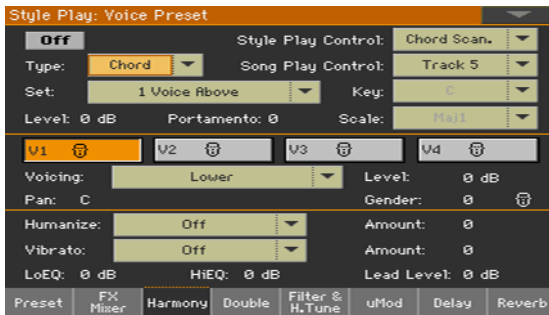 Style Play: Voice Preset
Off Style Play Control: Chord Scan.
Type: Chord Song Play Control: Track 5
Set: 1 Voice Above Key: C
Level: 0 dB Portamento: 0 Scale: Maj1
V1 V2 V3 V4
Voicing: Lower Level: 0 dB
Pan: C Gender: 0
Humanize: Off Amount: 0
Vibrato: Off Amount: 0
LoEQ: 0 dB HiEQ: 0 dB Lead Level: 0 dB
Preset FX Mixer Harmony Double Filter & H.Tune uMod Delay Reverb